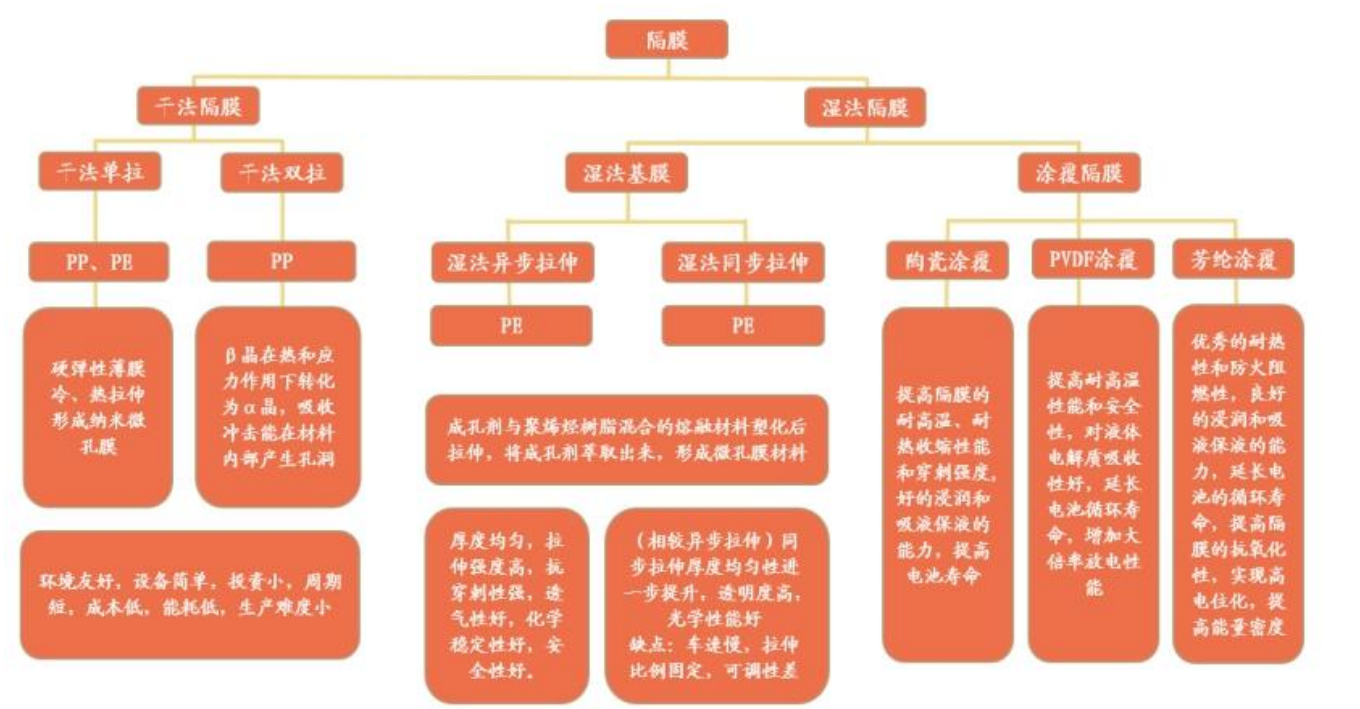 隔膜
干法隔膜
湿法隔膜
干法单拉
干法双拉
湿法基膜
涂覆隔膜
PP、PE
PP
湿法异步拉伸
湿法同步拉伸
陶瓷涂覆
PVDF涂覆
芳纶涂覆
PE
PE
硬弹性薄膜
冷、热拉伸
形成纳米微
孔膜
β晶在热和应
力作用下转化
为α晶，吸收
冲击能在材料
内部产生孔洞
环境友好，设备简单，投资小，周期
短，成本低，能耗低，生产难度小
成孔剂与聚烯烃树脂混合的熔融材料塑化后
拉伸，将成孔剂萃取出来，形成微孔膜材料
厚度均匀，拉
伸强度高，抗
穿刺性强，透
气性好，化学
稳定性好，安
全性好。
（相较异步拉伸）同
步拉伸厚度均匀性进
一步提升，透明度高，
光学性能好
缺点：车速慢，拉伸
比例固定，可调性差
提高隔膜的
耐高温、耐
热收缩性能
和穿刺强度，
好的浸润和
吸液保液的
能力，提高
电池寿命
提高耐高温
性能和安全
性，对液体
电解质吸收
性好，延长
电池循环寿
命，增加大
倍率放电性
能
优秀的耐热
性和防火阻
燃性，良好
的浸润和吸
液保液的能
力，延长电
池的循环寿
命，提高隔
膜的抗氧化
性，实现高
电位化，提
高能量密度